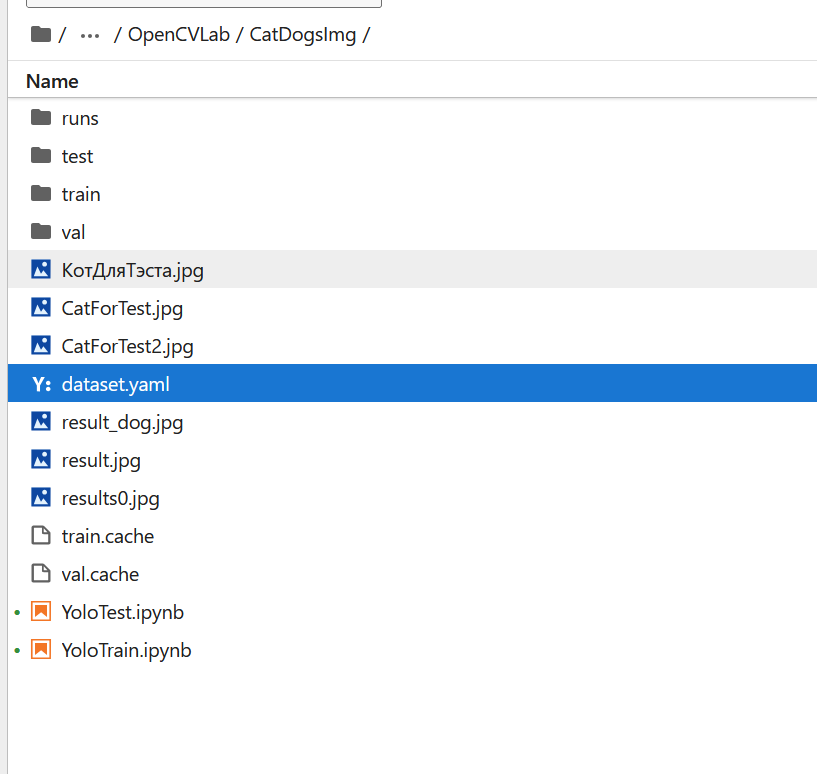 / ... / OpenCVLab / CatDogsImg /
Name
runs
test
train
val
КотДляТэста.jpg
CatForTest.jpg
CatForTest2.jpg
Y: dataset.yaml
result_dog.jpg
result.jpg
results0.jpg
train.cache
val.cache
YoloTest.ipynb
YoloTrain.ipynb